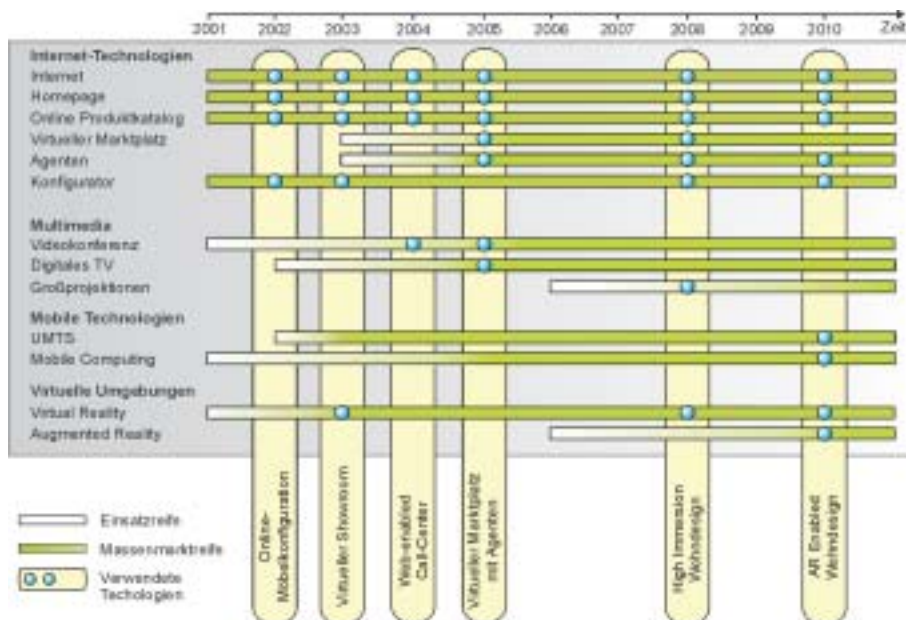 2001 2002 2003 2004 2005 2006 2007 2008 2009 2010 Zeit
Internet-Technologien
Internet
Homepage
Online Produktkatalog
Virtueller Marktplatz
Agenten
Konfigurator
Multimedia
Videokonferenz
Digitales TV
Großprojektionen
Mobile Technologien
UMTS
Mobile Computing
Virtuelle Umgebungen
Virtual Reality
Augmented Reality
Einsatzreife
Massenmarktreife
Verwendete
Techologien
Online-
Möbelkonfiguration
Virtueller Showroom
Web-enabled
Call-Center
Virtueller Marktplatz
mit Agenten
High Immersion
Wohndesign
AR Enabled
Wohndesign